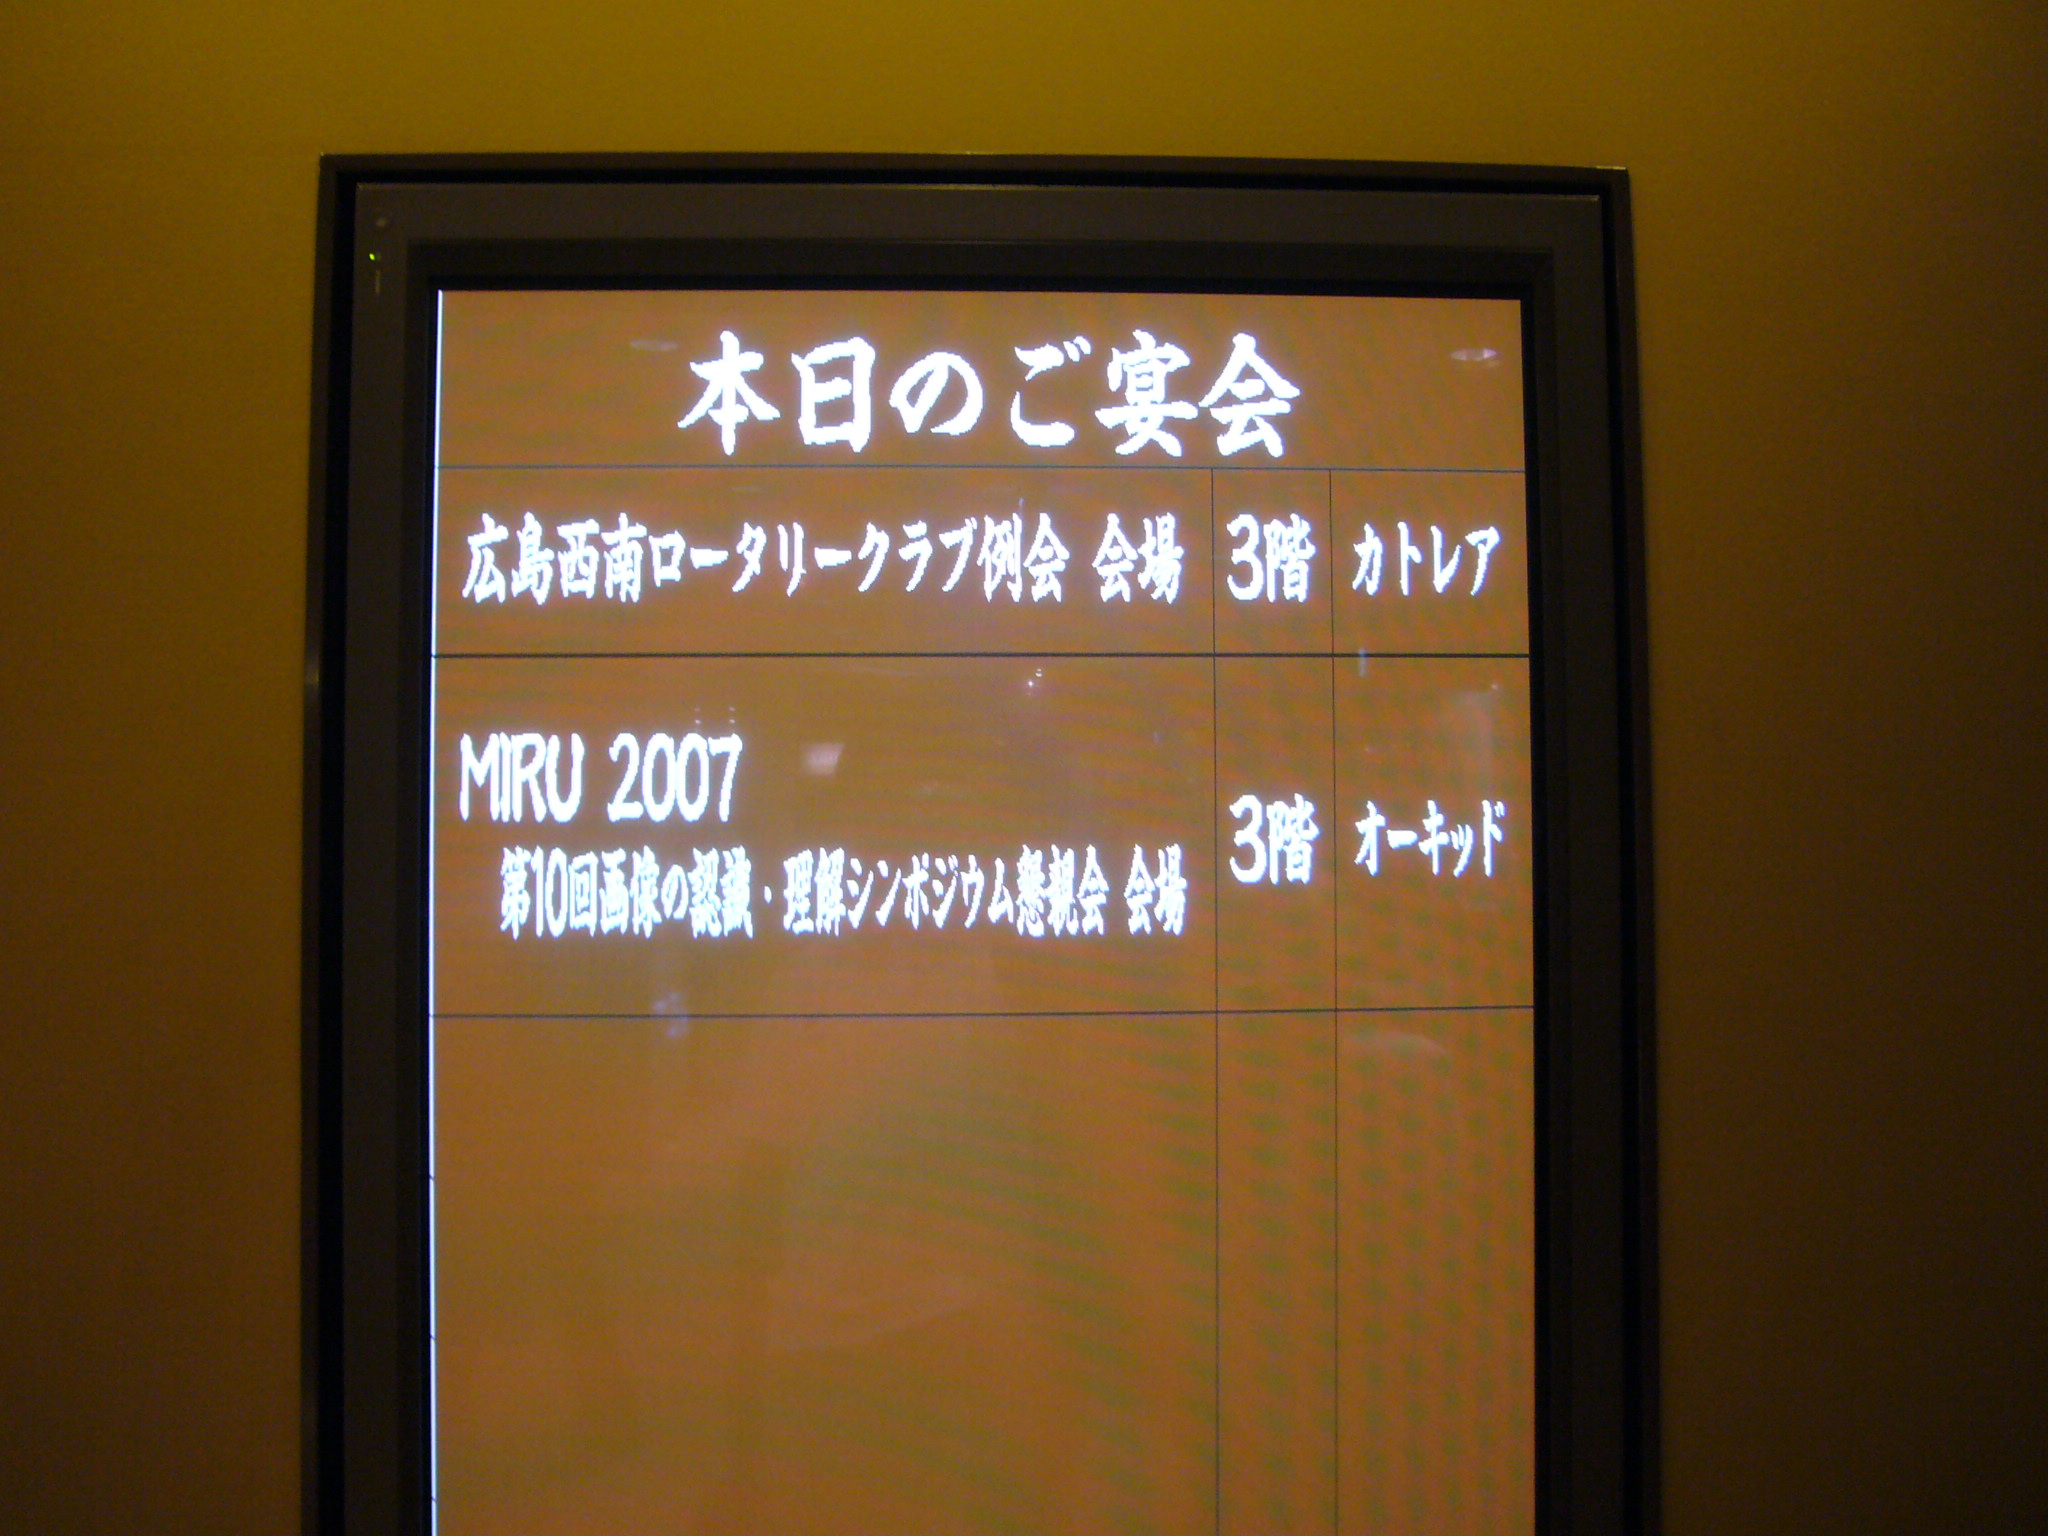 本日のご宴会
広島西南ロータリークラブ例会 会場 3階 カトレア
MIRU 2007
第10回画像の認識・理解シンポジウム懇親会 会場 3階 オーキッド